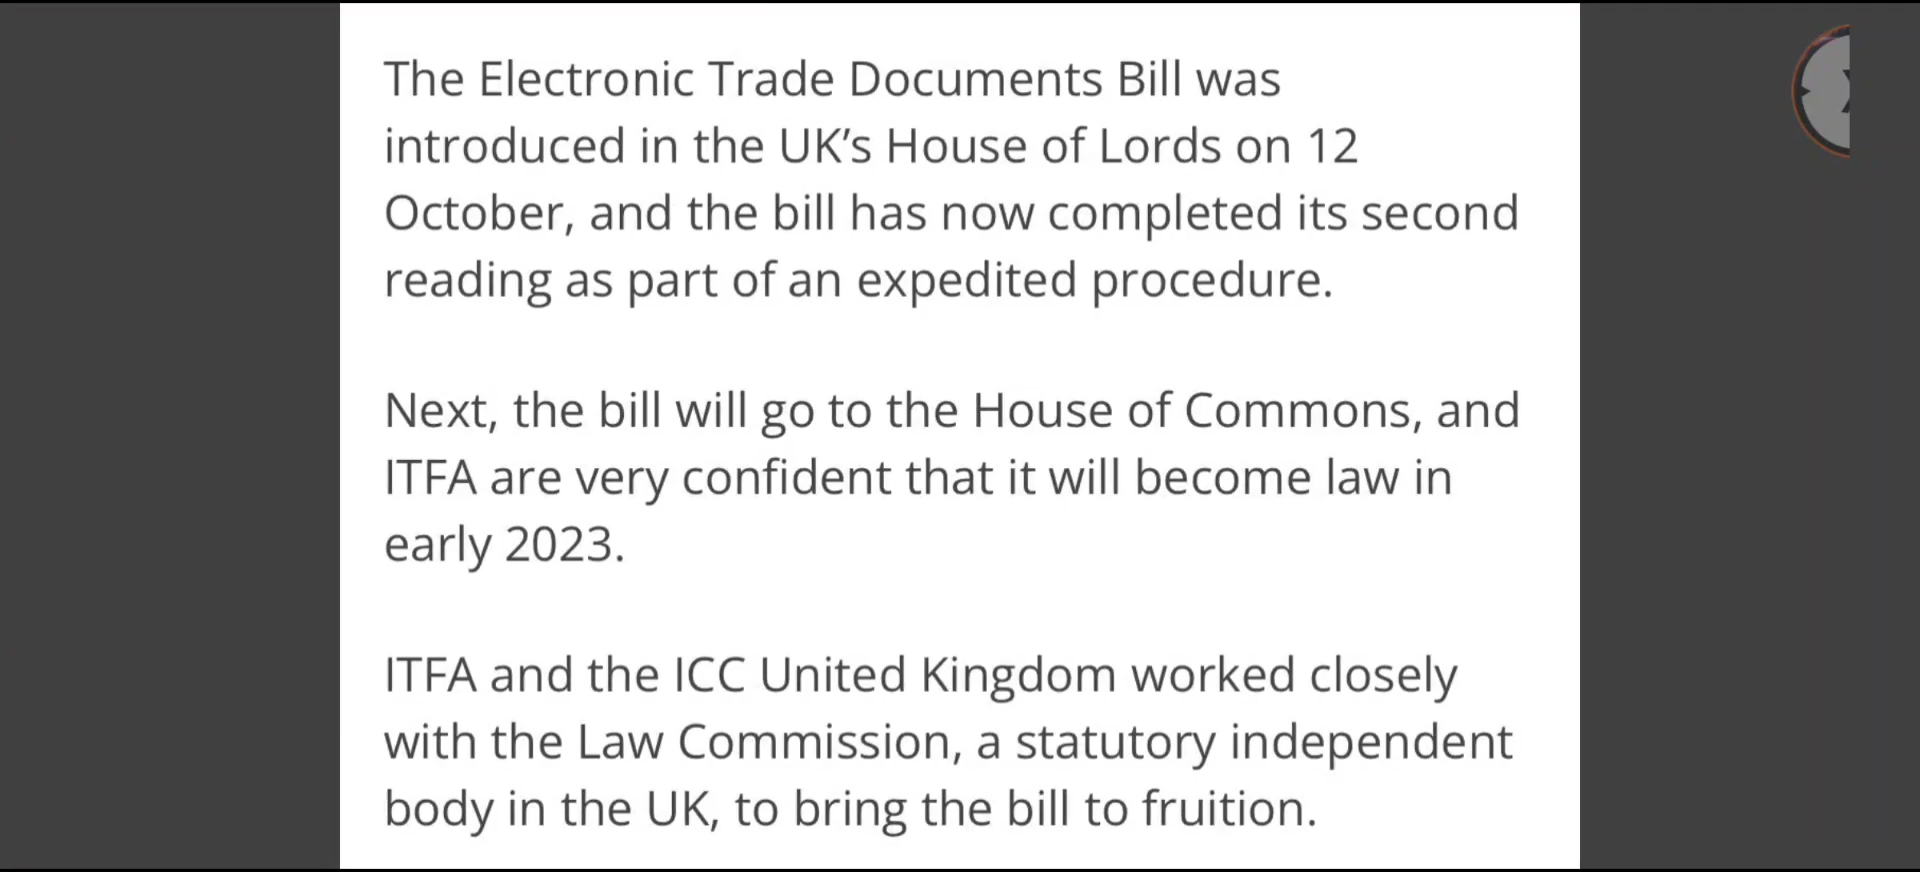 The Electronic Trade Documents Bill was
introduced in the UK’s House of Lords on 12
October, and the bill has now completed its second
reading as part of an expedited procedure.
Next, the bill will go to the House of Commons, and
ITFA are very confident that it will become law in
early 2023.
ITFA and the ICC United Kingdom worked closely
with the Law Commission, a statutory independent
body in the UK, to bring the bill to fruition.